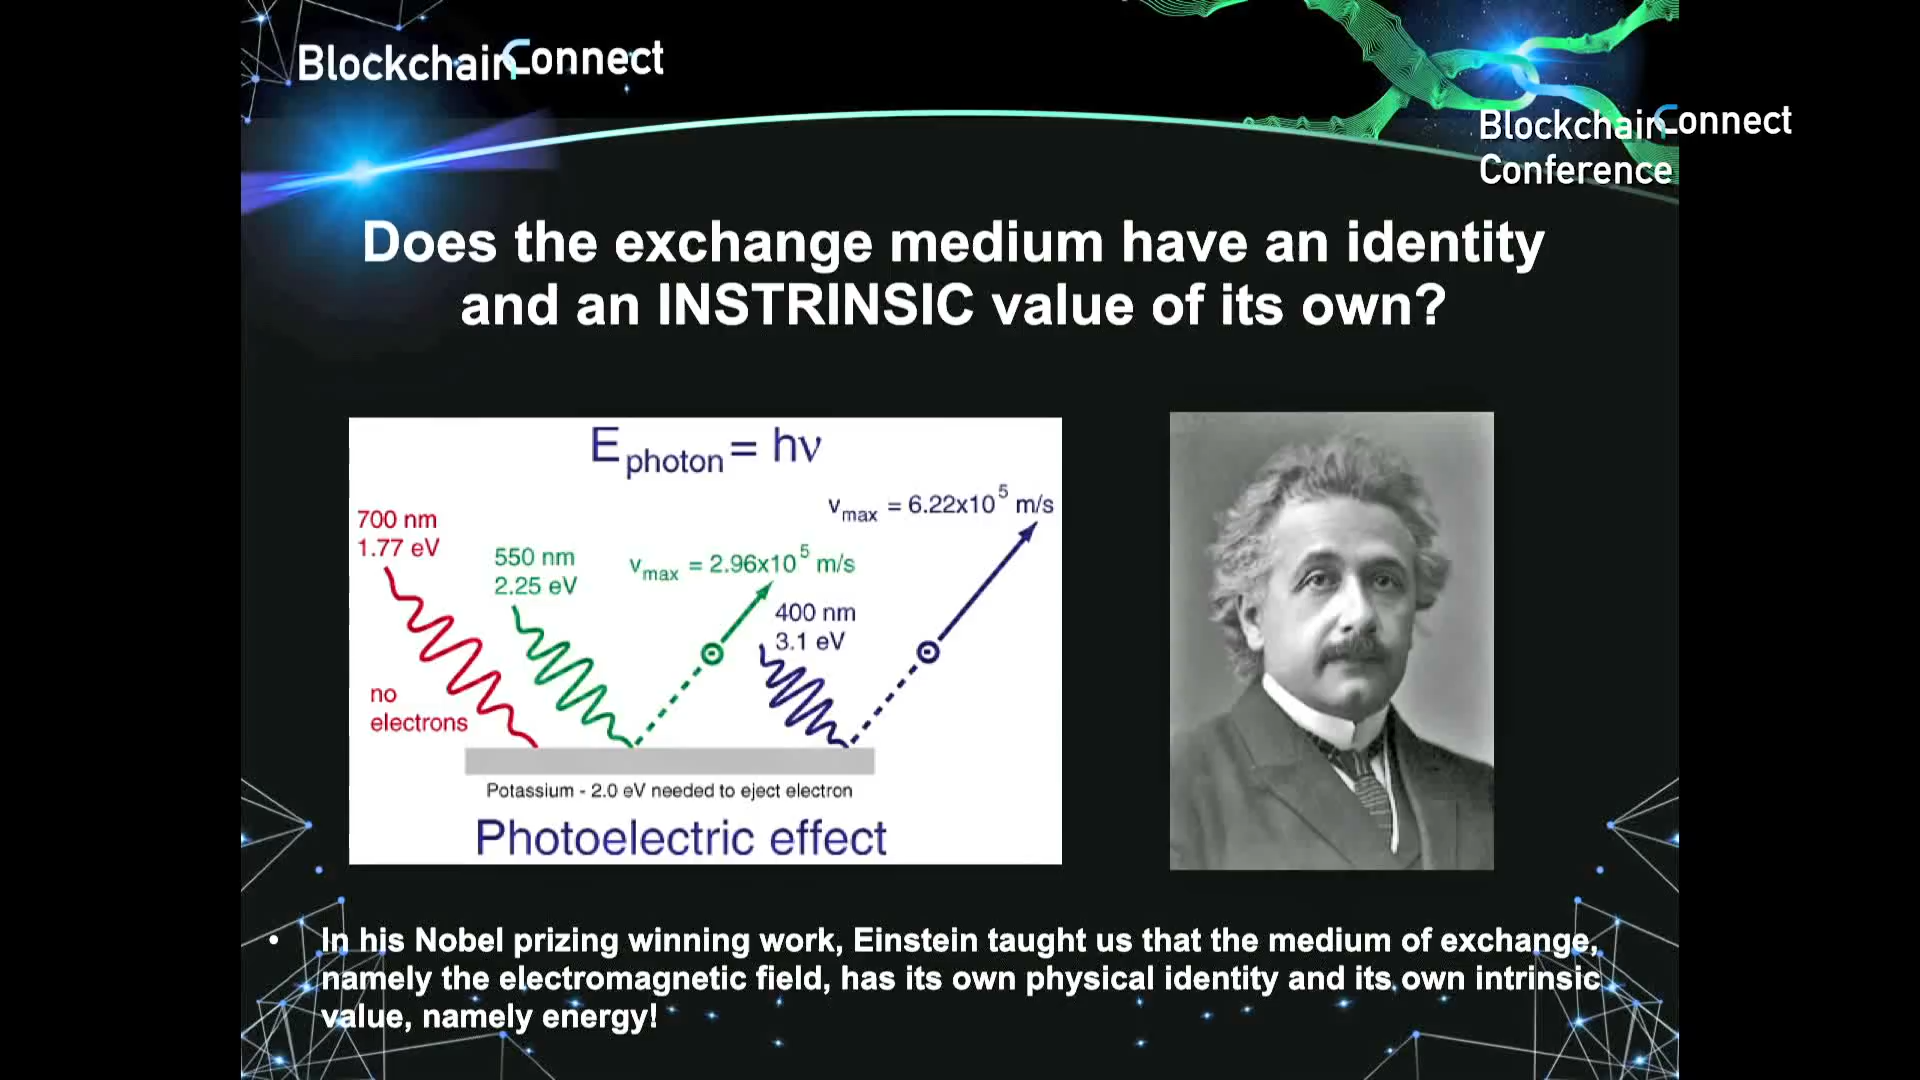 BlockchainConnect
BlockchainConnect
Conference
Does the exchange medium have an identity
and an INSTRINSIC value of its own?
E photon = hν
700 nm
1.77 eV
550 nm
2.25 eV
vmax = 2.96x10^5 m/s
vmax = 6.22x10^5 m/s
400 nm
3.1 eV
no
electrons
Potassium - 2.0 eV needed to eject electron
Photoelectric effect
• In his Nobel prizing winning work, Einstein taught us that the medium of exchange,
namely the electromagnetic field, has its own physical identity and its own intrinsic
value, namely energy!